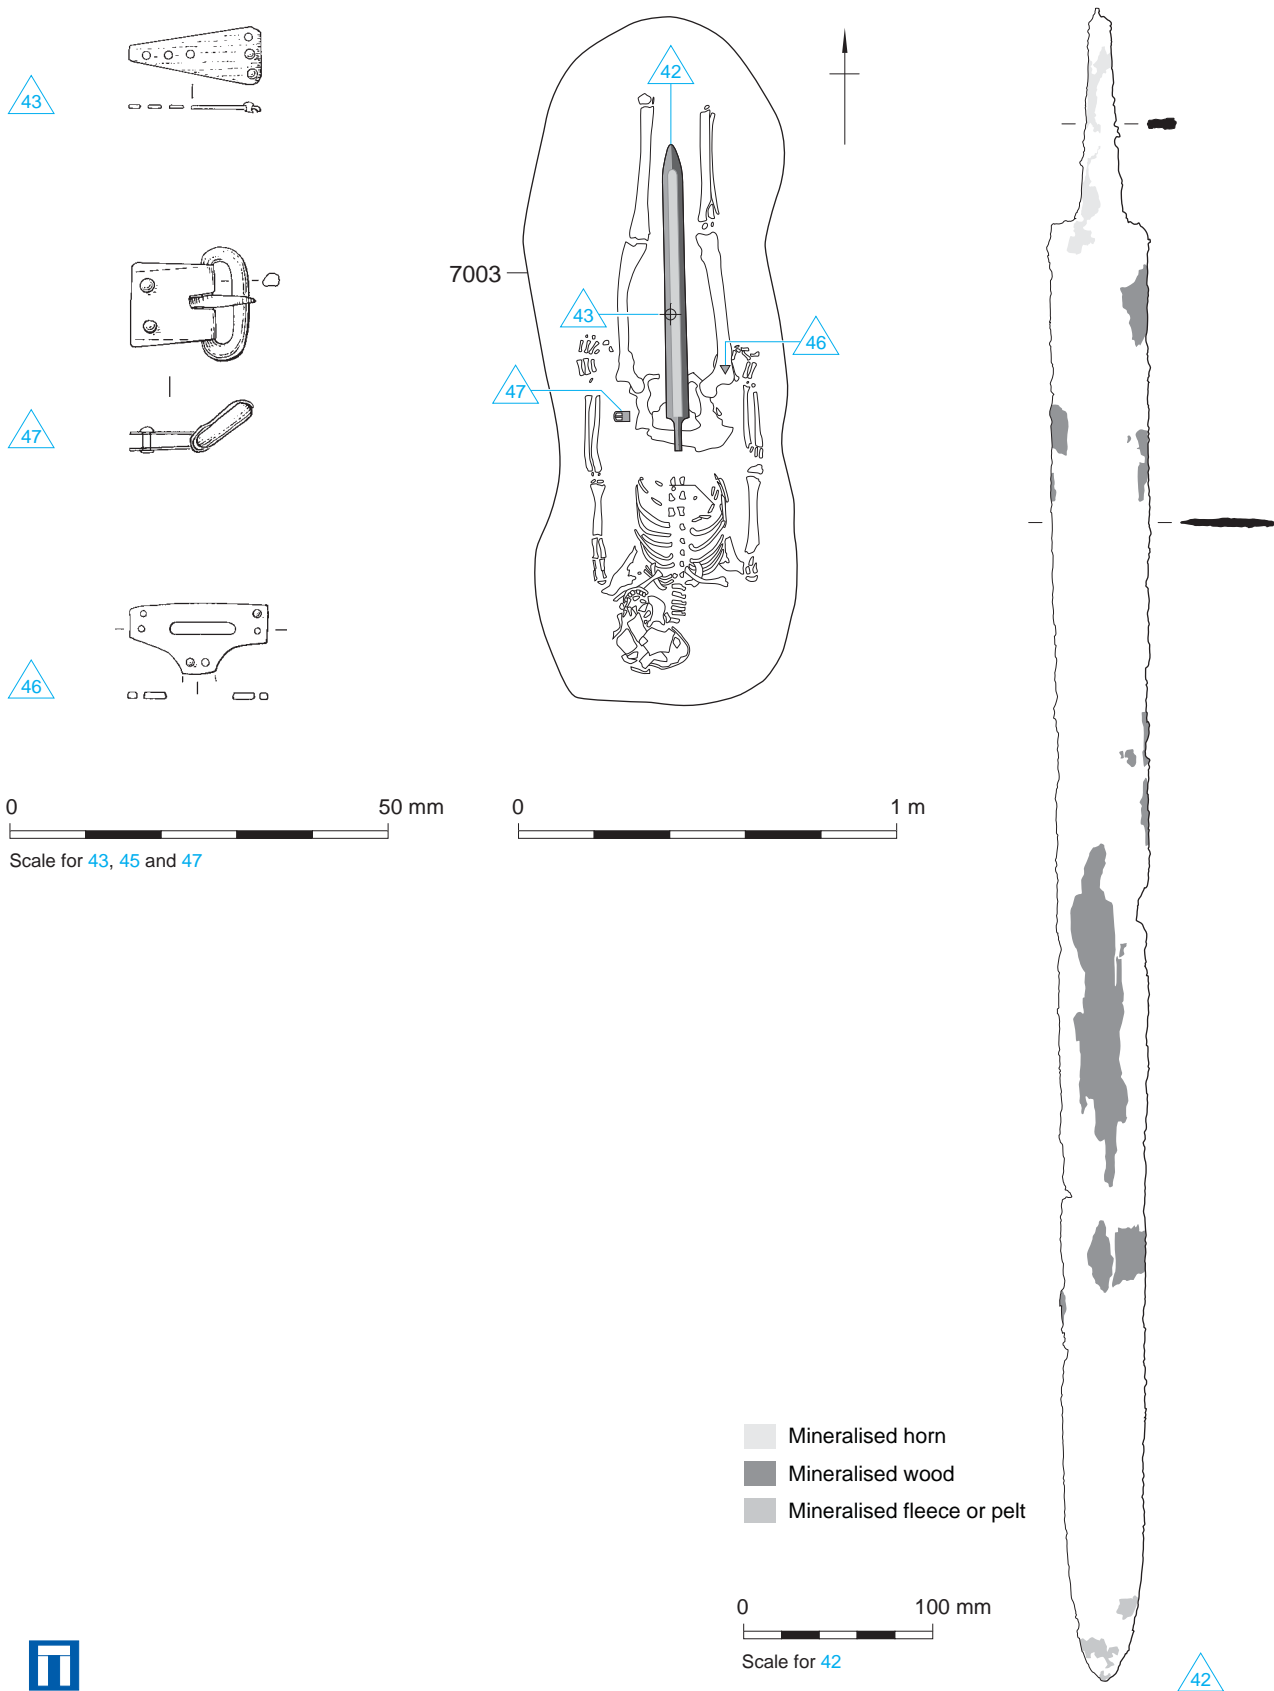 43
42
7003
43
46
47
47
46
0 50 mm
Scale for 43, 45 and 47
0 1 m
Mineralised horn
Mineralised wood
Mineralised fleece or pelt
0 100 mm
Scale for 42
42